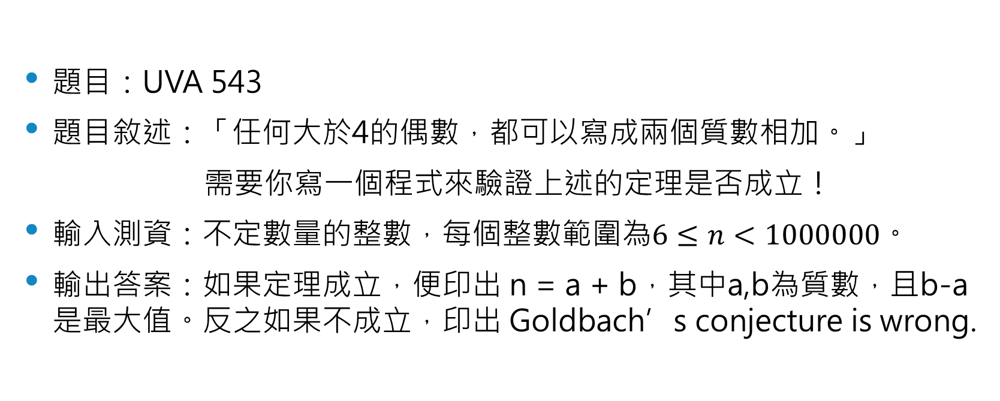 • 題目：UVA 543
• 題目敘述：「任何大於4的偶數，都可以寫成兩個質數相加。」
需要你寫一個程式來驗證上述的定理是否成立！
• 輸入測資：不定數量的整數，每個整數範圍為6 ≤ n < 1000000。
• 輸出答案：如果定理成立，便印出 n = a + b，其中a,b為質數，且b-a
是最大值。反之如果不成立，印出 Goldbach’s conjecture is wrong.